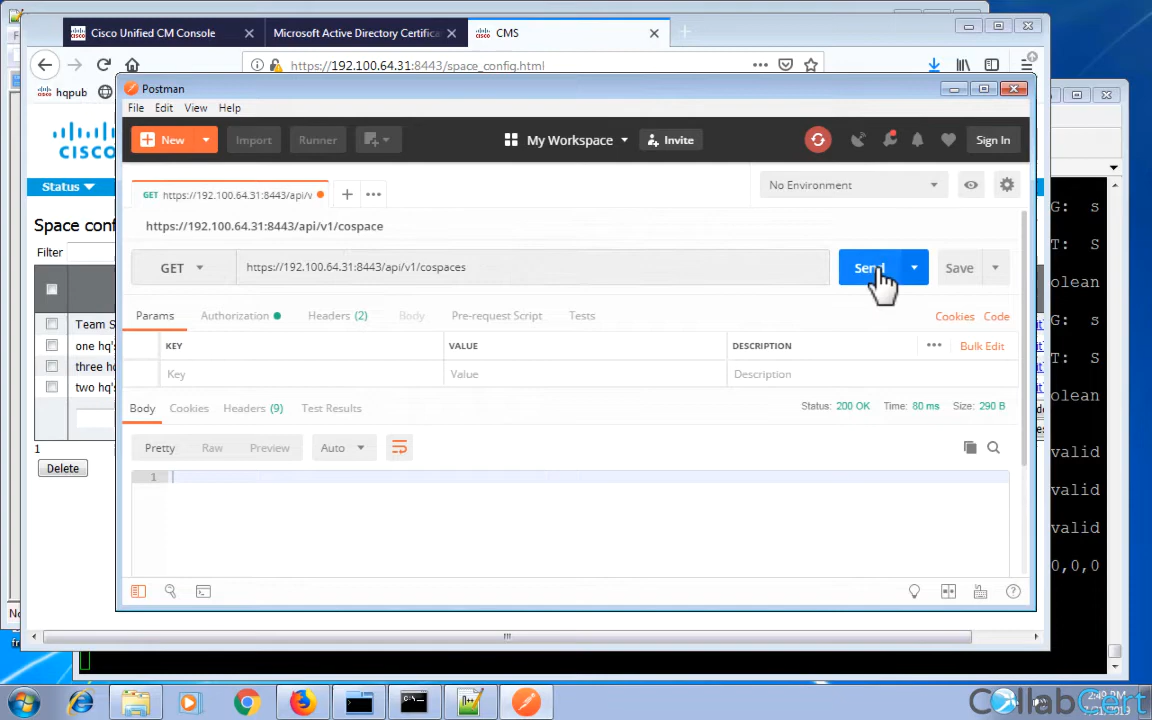 Cisco Unified CM Console
Microsoft Active Directory Certifica
CMS
https://192.100.64.31:8443/space_config.html
hqpub
cisco
Status
Space conf
Filter
Team S
one hq's
three hq
two hq's
1
Delete
Postman
File Edit View Help
New
Import
Runner
My Workspace
Invite
Sign In
GET https://192.100.64.31:8443/api/v
No Environment
https://192.100.64.31:8443/api/v1/cospace
GET
https://192.100.64.31:8443/api/v1/cospaces
Send
Save
Params
Authorization
Headers (2)
Body
Pre-request Script
Tests
Cookies
Code
KEY
VALUE
DESCRIPTION
Bulk Edit
Key
Value
Description
Body
Cookies
Headers (9)
Test Results
Status: 200 OK
Time: 80 ms
Size: 290 B
Pretty
Raw
Preview
Auto
1
G: s
T: S
olean
G: s
T: S
olean
valid
valid
valid
0,0,0
COLLABCERT